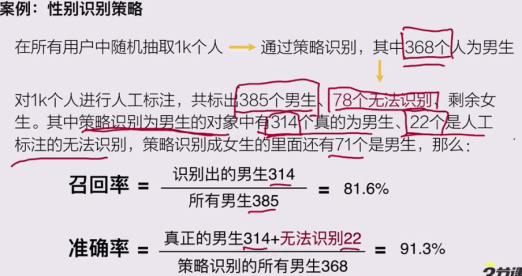 案例：性别识别策略
在所有用户中随机抽取1k个人 通过策略识别，其中368个人为男生
对1k个人进行人工标注，共标出385个男生、78个无法识别，剩余女
生。其中策略识别为男生的对象中有314个真的为男生、22个是人工
标注的无法识别，策略识别成女生的里面还有71个是男生，那么：
召回率 = 识别出的男生314 / 所有男生385 = 81.6%
准确率 = 真正的男生314+无法识别22 / 策略识别的所有男生368 = 91.3%